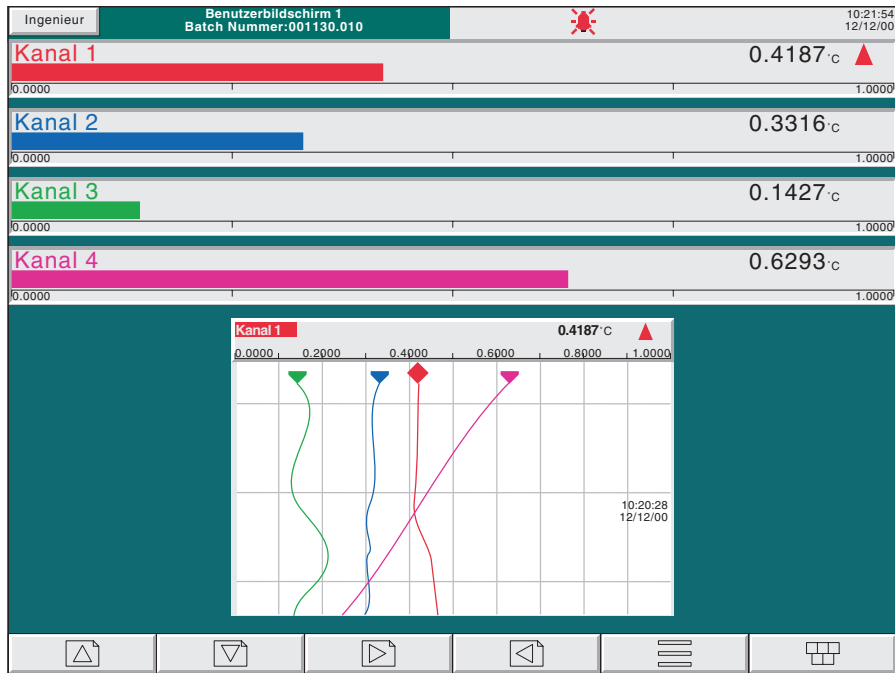 Ingenieur
Benutzerbildschirm 1
Batch Nummer:001130.010
10:21:54
12/12/00
Kanal 1
0.4187°C
0.0000 1.0000
Kanal 2
0.3316°C
0.0000 1.0000
Kanal 3
0.1427°C
0.0000 1.0000
Kanal 4
0.6293°C
0.0000 1.0000
Kanal 1 0.4187°C
0.0000 0.2000 0.4000 0.6000 0.8000 1.0000
10:20:28
12/12/00